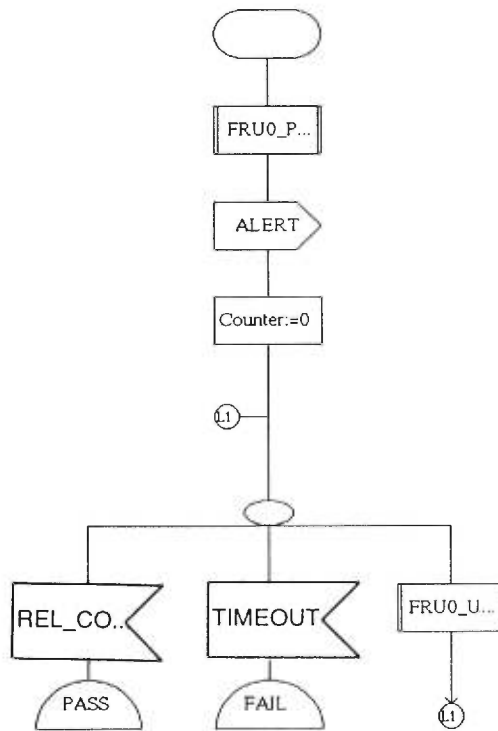 FRU0_P...
ALERT
Counter:=0
L1
REL_CO..
TIMEOUT
FRU0_U...
PASS
FAIL
L1